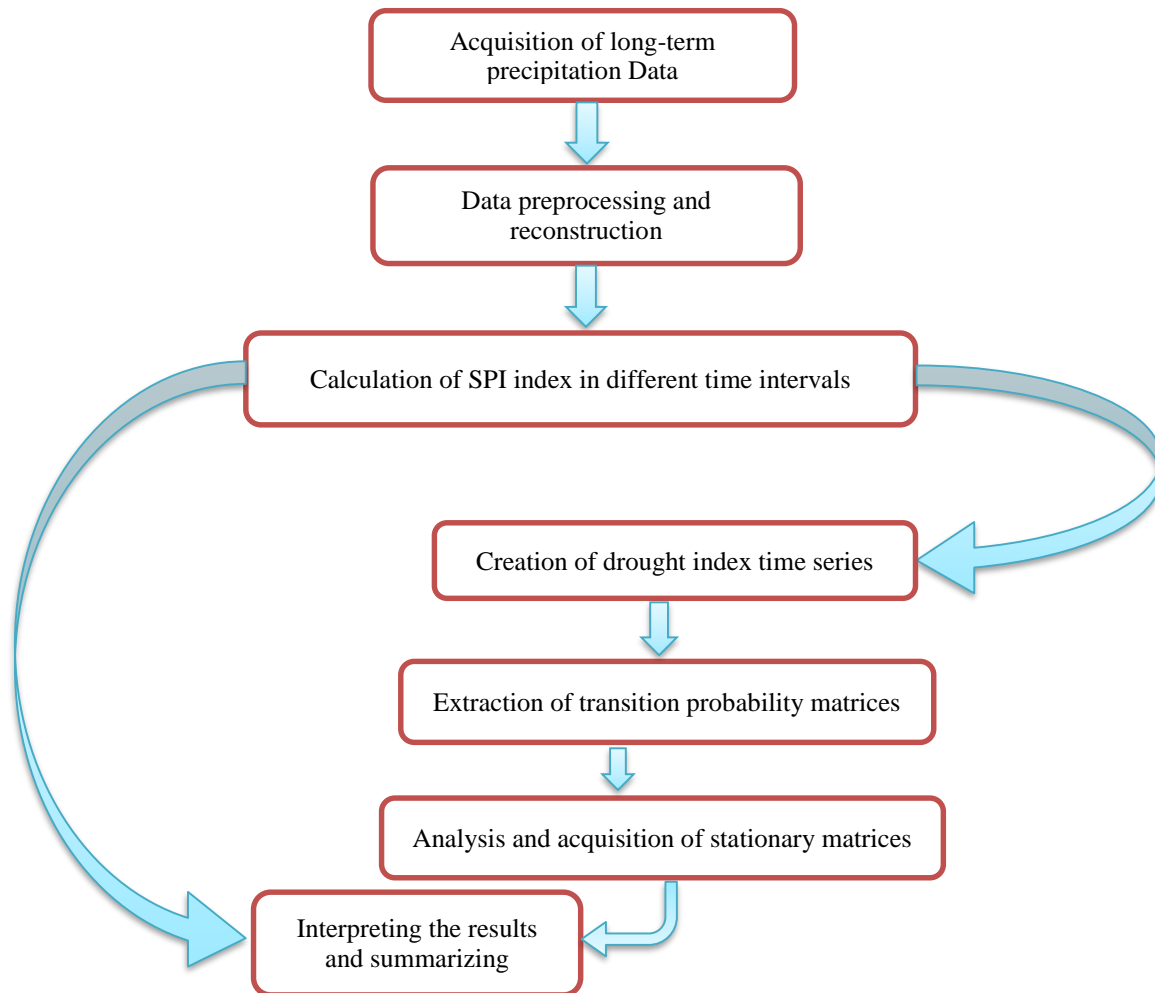 Acquisition of long-term
precipitation Data
Data preprocessing and
reconstruction
Calculation of SPI index in different time intervals
Creation of drought index time series
Extraction of transition probability matrices
Analysis and acquisition of stationary matrices
Interpreting the results
and summarizing